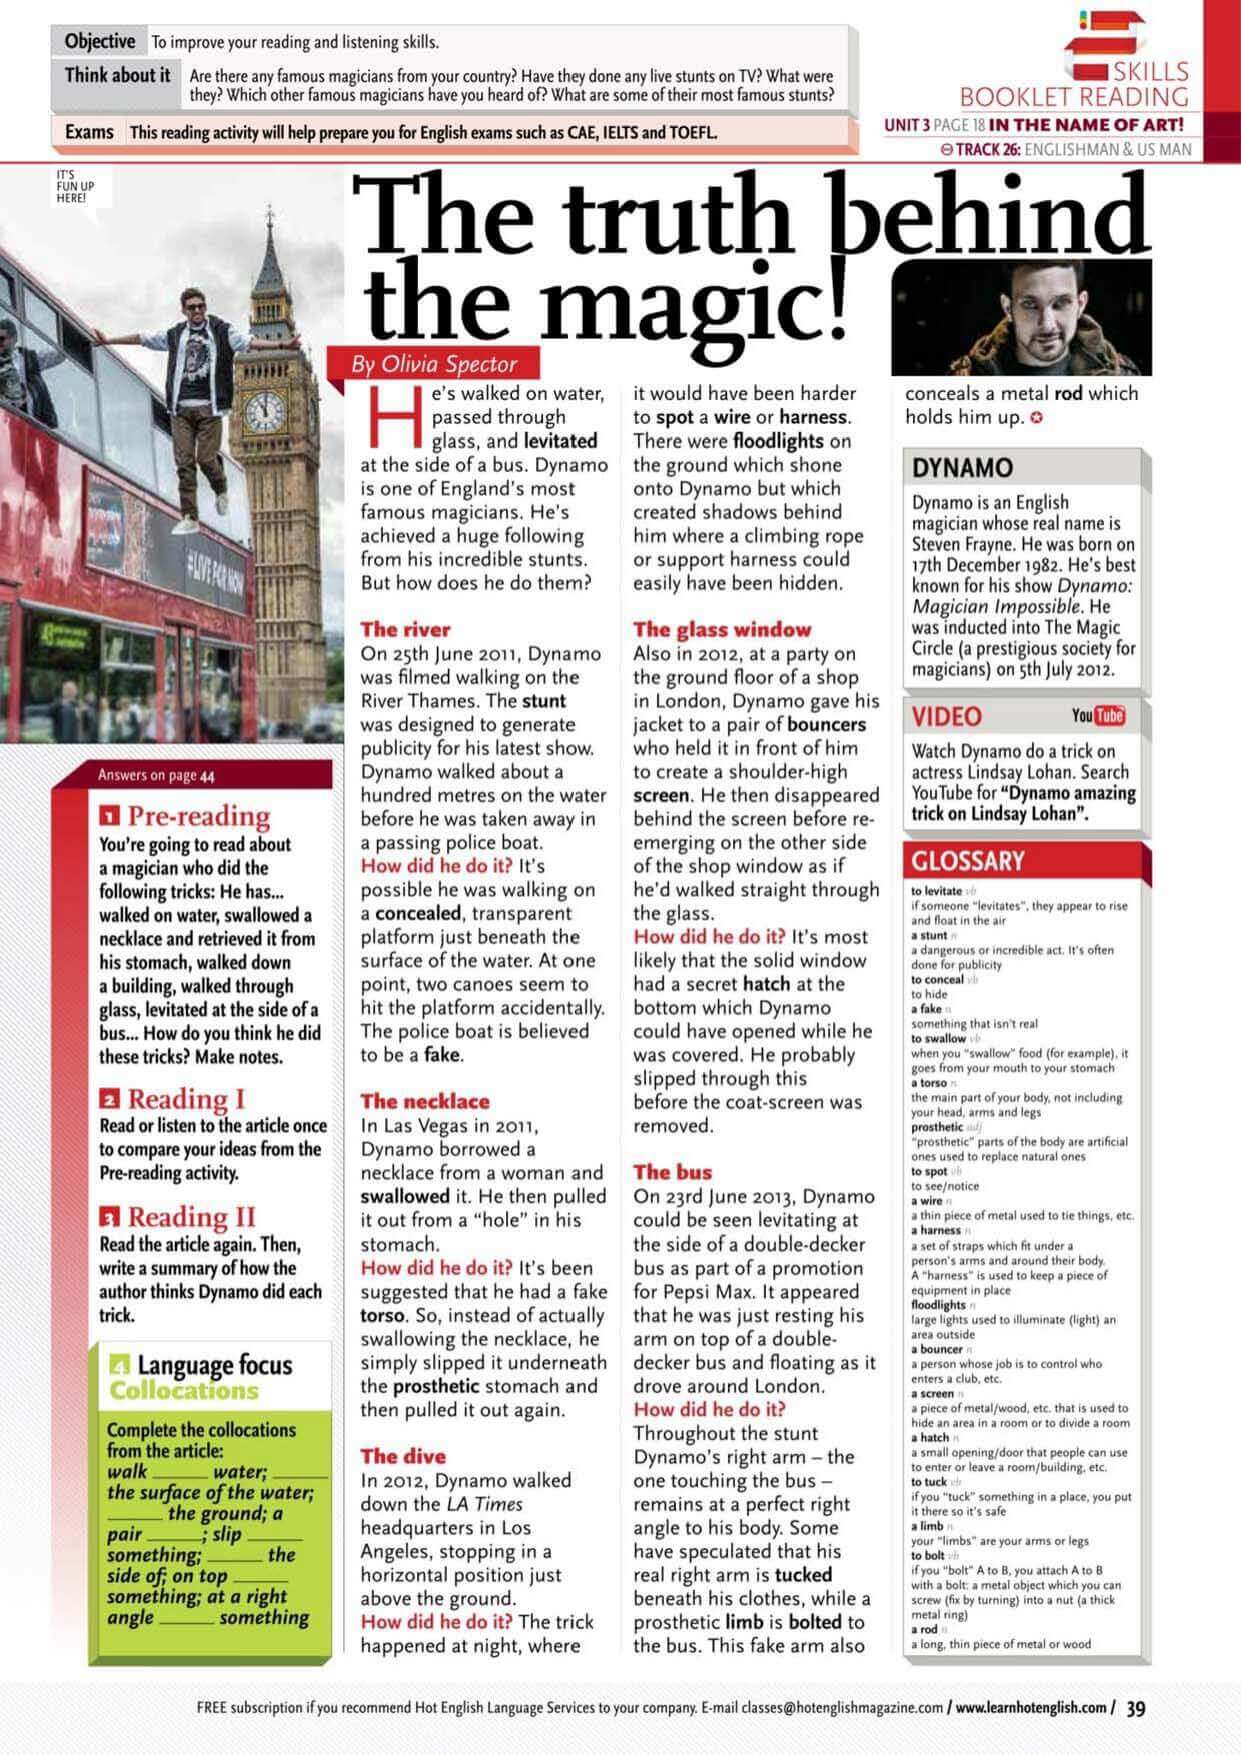 Objective To improve your reading and listening skills.
Think about it Are there any famous magicians from your country? Have they done any live stunts on TV? What were
they? Which other famous magicians have you heard of? What are some of their most famous stunts?
Exams This reading activity will help prepare you for English exams such as CAE, IELTS and TOEFL.
SKILLS
BOOKLET READING
UNIT 3 PAGE 18 IN THE NAME OF ART!
TRACK 26: ENGLISHMAN & US MAN
IT'S
FUN UP
HERE!
#LIVE FOR NOW
The truth behind
the magic!
By Olivia Spector
He's walked on water,
passed through
glass, and levitated
at the side of a bus. Dynamo
is one of England's most
famous magicians. He's
achieved a huge following
from his incredible stunts.
But how does he do them?
The river
On 25th June 2011, Dynamo
was filmed walking on the
River Thames. The stunt
was designed to generate
publicity for his latest show.
Dynamo walked about a
hundred metres on the water
before he was taken away in
a passing police boat.
How did he do it? It's
possible he was walking on
a concealed, transparent
platform just beneath the
surface of the water. At one
point, two canoes seem to
hit the platform accidentally.
The police boat is believed
to be a fake.
The necklace
In Las Vegas in 2011,
Dynamo borrowed a
necklace from a woman and
swallowed it. He then pulled
it out from a "hole" in his
stomach.
How did he do it? It's been
suggested that he had a fake
torso. So, instead of actually
swallowing the necklace, he
simply slipped it underneath
the prosthetic stomach and
then pulled it out again.
The dive
In 2012, Dynamo walked
down the LA Times
headquarters in Los
Angeles, stopping in a
horizontal position just
above the ground.
How did he do it? The trick
happened at night, where
it would have been harder
to spot a wire or harness.
There were floodlights on
the ground which shone
onto Dynamo but which
created shadows behind
him where a climbing rope
or support harness could
easily have been hidden.
The glass window
Also in 2012, at a party on
the ground floor of a shop
in London, Dynamo gave his
jacket to a pair of bouncers
who held it in front of him
to create a shoulder-high
screen. He then disappeared
behind the screen before re-
emerging on the other side
of the shop window as if
he'd walked straight through
the glass.
How did he do it? It's most
likely that the solid window
had a secret hatch at the
bottom which Dynamo
could have opened while he
was covered. He probably
slipped through this
before the coat-screen was
removed.
The bus
On 23rd June 2013, Dynamo
could be seen levitating at
the side of a double-decker
bus as part of a promotion
for Pepsi Max. It appeared
that he was just resting his
arm on top of a double-
decker bus and floating as it
drove around London.
How did he do it?
Throughout the stunt
Dynamo's right arm – the
one touching the bus –
remains at a perfect right
angle to his body. Some
have speculated that his
real right arm is tucked
beneath his clothes, while a
prosthetic limb is bolted to
the bus. This fake arm also
conceals a metal rod which
holds him up.
DYNAMO
Dynamo is an English
magician whose real name is
Steven Frayne. He was born on
17th December 1982. He's best
known for his show Dynamo:
Magician Impossible. He
was inducted into The Magic
Circle (a prestigious society for
magicians) on 5th July 2012.
VIDEO YouTube
Watch Dynamo do a trick on
actress Lindsay Lohan. Search
YouTube for "Dynamo amazing
trick on Lindsay Lohan".
GLOSSARY
to levitate vb
if someone "levitates", they appear to rise
and float in the air
a stunt n
a dangerous or incredible act. It's often
done for publicity
to conceal vb
to hide
a fake n
something that isn't real
to swallow vb
when you "swallow" food (for example), it
goes from your mouth to your stomach
a torso n
the main part of your body, not including
your head, arms and legs
prosthetic adj
"prosthetic" parts of the body are artificial
ones used to replace natural ones
to spot vb
to see/notice
a wire n
a thin piece of metal used to tie things, etc.
a harness n
a set of straps which fit under a
person's arms and around their body.
A "harness" is used to keep a piece of
equipment in place
floodlights n
large lights used to illuminate (light) an
area outside
a bouncer n
a person whose job is to control who
enters a club, etc.
a screen n
a piece of metal/wood, etc. that is used to
hide an area in a room or to divide a room
a hatch n
a small opening/door that people can use
to enter or leave a room/building, etc.
to tuck vb
if you "tuck" something in a place, you put
it there so it's safe
a limb n
your "limbs" are your arms or legs
to bolt vb
if you "bolt" A to B, you attach A to B
with a bolt: a metal object which you can
screw (fix by turning) into a nut (a thick
metal ring)
a rod n
a long, thin piece of metal or wood
Answers on page 44
1 Pre-reading
You're going to read about
a magician who did the
following tricks: He has...
walked on water, swallowed a
necklace and retrieved it from
his stomach, walked down
a building, walked through
glass, levitated at the side of a
bus... How do you think he did
these tricks? Make notes.
2 Reading I
Read or listen to the article once
to compare your ideas from the
Pre-reading activity.
3 Reading II
Read the article again. Then,
write a summary of how the
author thinks Dynamo did each
trick.
4 Language focus
Collocations
Complete the collocations
from the article:
walk ______ water; ______
the surface of the water;
______ the ground; a
pair ______; slip ______
something; ______ the
side of; on top ______
something; at a right
angle ______ something
FREE subscription if you recommend Hot English Language Services to your company. E-mail classes@hotenglishmagazine.com / www.learnhotenglish.com / 39